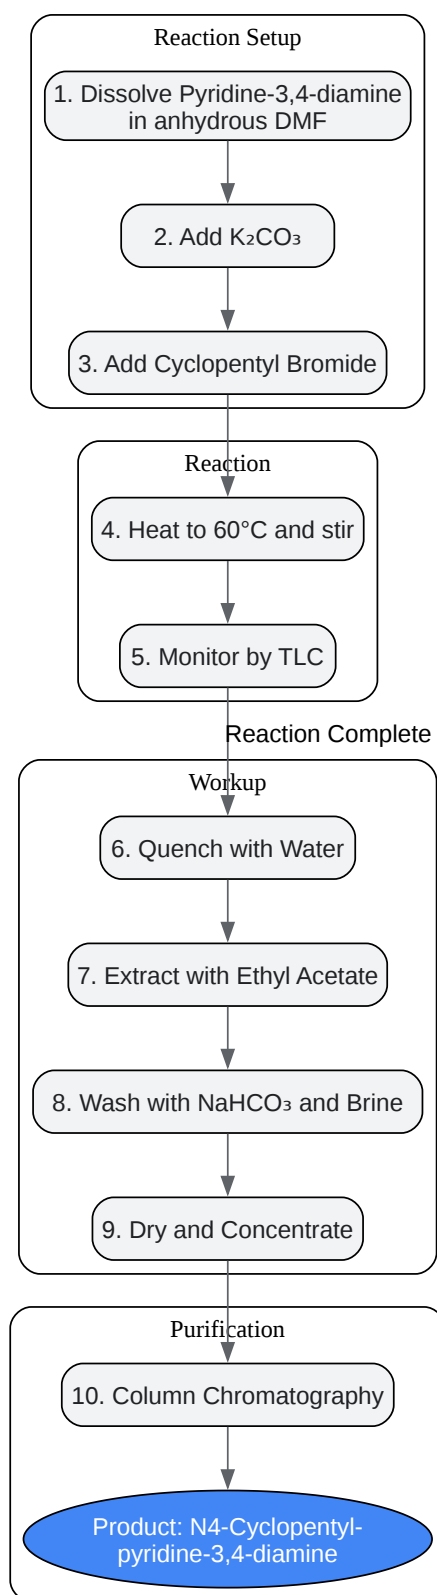 Reaction Setup
1. Dissolve Pyridine-3,4-diamine
in anhydrous DMF
2. Add K₂CO₃
3. Add Cyclopentyl Bromide
Reaction
4. Heat to 60°C and stir
5. Monitor by TLC
Reaction Complete
Workup
6. Quench with Water
7. Extract with Ethyl Acetate
8. Wash with NaHCO₃ and Brine
9. Dry and Concentrate
Purification
10. Column Chromatography
Product: N4-Cyclopentyl-
pyridine-3,4-diamine